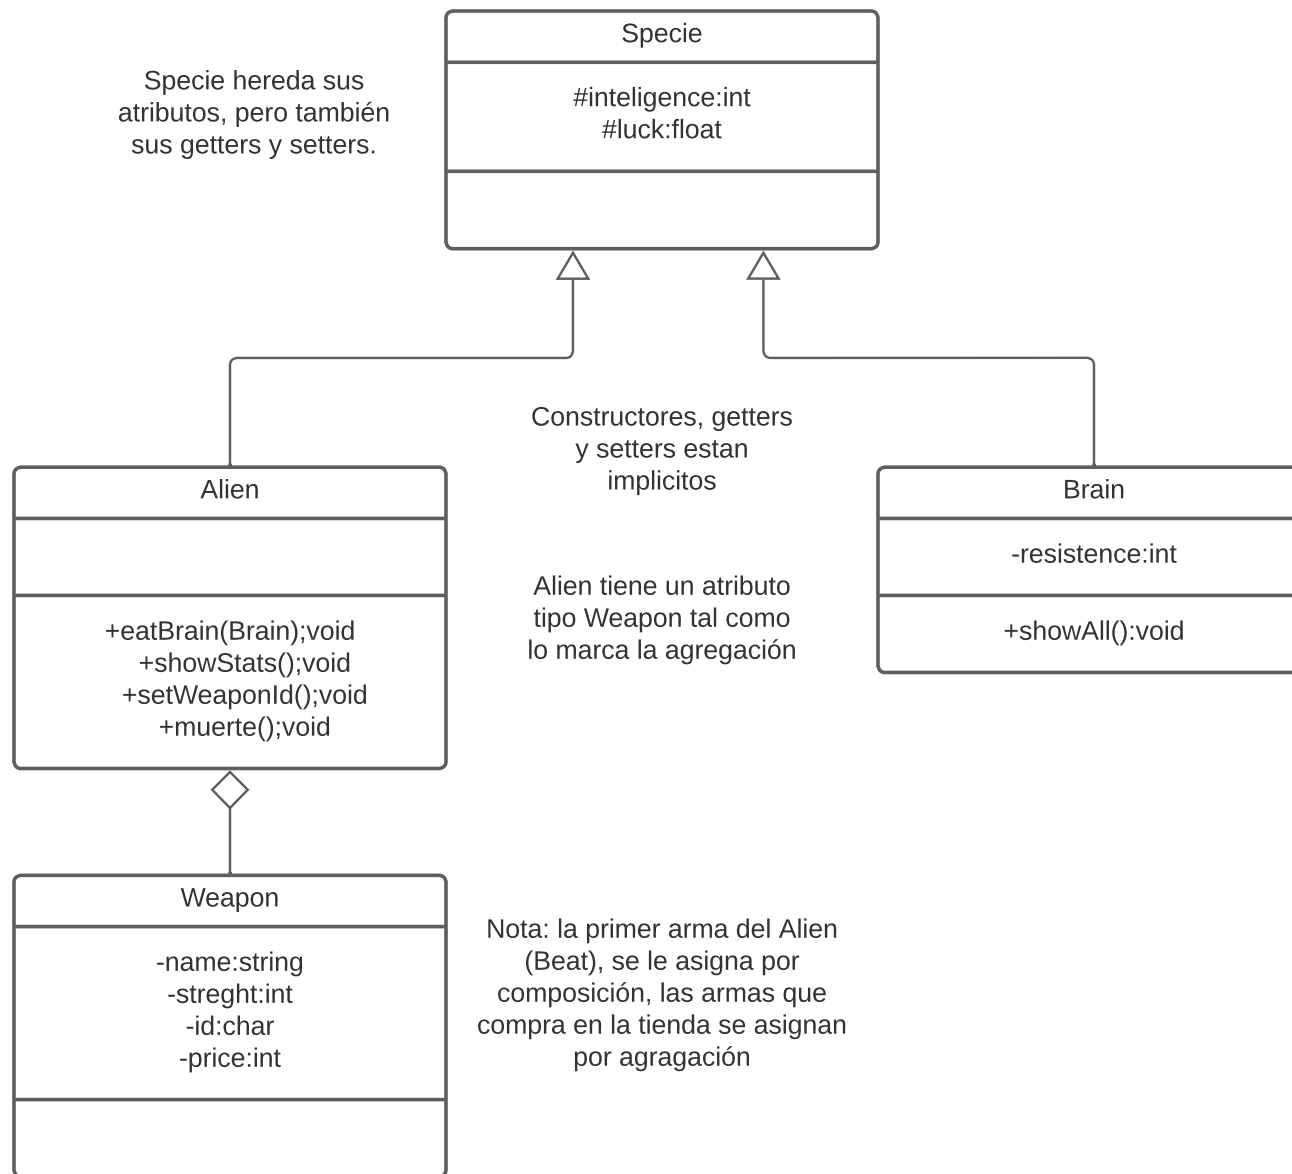 Specie
#inteligence:int
#luck:float
Specie hereda sus
atributos, pero también
sus getters y setters.
Constructores, getters
y setters estan
implicitos
Alien
+eatBrain(Brain);void
+showStats();void
+setWeaponId();void
+muerte();void
Alien tiene un atributo
tipo Weapon tal como
lo marca la agregación
Brain
-resistence:int
+showAll():void
Weapon
-name:string
-streght:int
-id:char
-price:int
Nota: la primer arma del Alien
(Beat), se le asigna por
composición, las armas que
compra en la tienda se asignan
por agragación